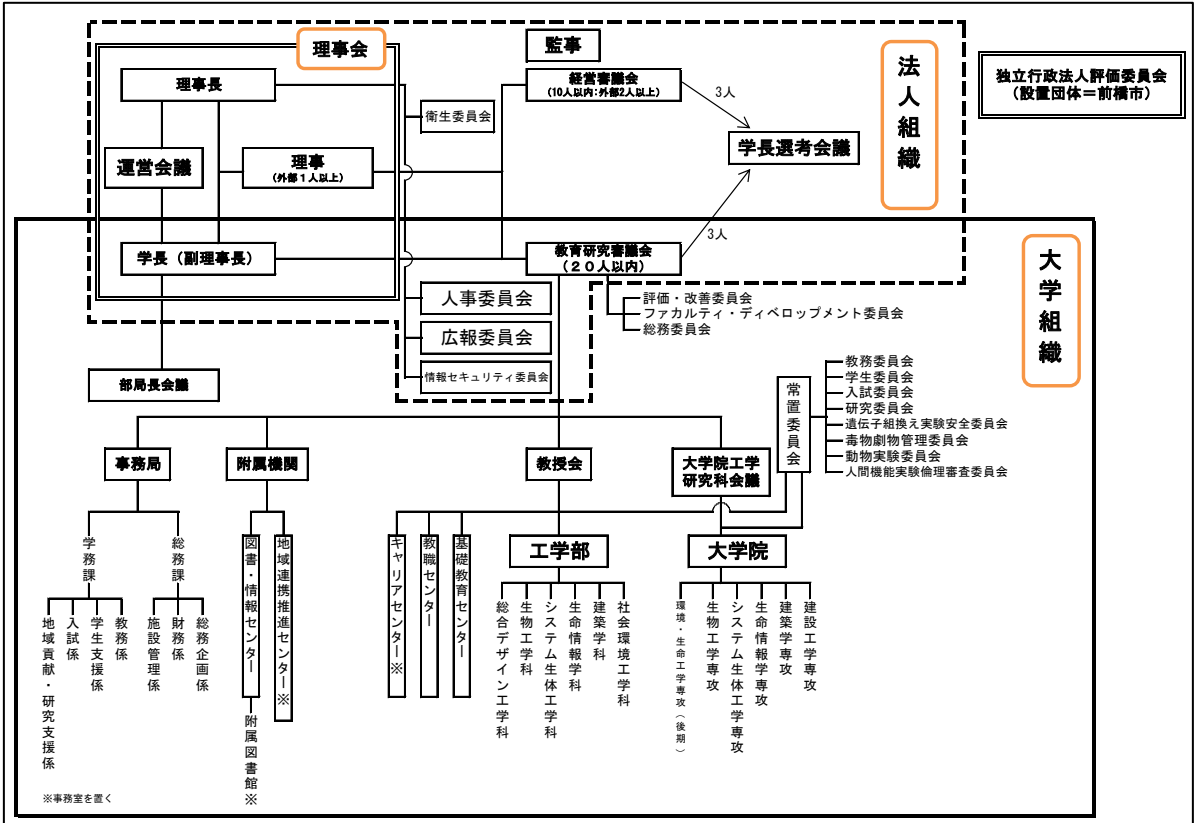 理事会
監事
法人組織
独立行政法人評価委員会
(設置団体＝前橋市)
理事長
経営審議会
(10人以内:外部2人以上)
3人
衛生委員会
学長選考会議
運営会議
理事
(外部1人以上)
3人
学長（副理事長）
教育研究審議会
(２０人以内)
大学組織
人事委員会
評価・改善委員会
ファカルティ・ディベロップメント委員会
総務委員会
広報委員会
情報セキュリティ委員会
部局長会議
常置委員会
教務委員会
学生委員会
入試委員会
研究委員会
遺伝子組換え実験安全委員会
毒物劇物管理委員会
動物実験委員会
人間機能実験倫理審査委員会
事務局
附属機関
教授会
大学院工学
研究科会議
学務課
総務課
図書・情報センター
地域連携推進センター※
キャリアセンター※
教職センター
基礎教育センター
工学部
大学院
地域貢献・研究支援係
入試係
学生支援係
教務係
施設管理係
財務係
総務企画係
附属図書館※
総合デザイン工学科
生物工学科
システム生体工学科
生命情報学科
建築学科
社会環境工学科
環境・生命工学専攻（後期）
生物工学専攻
システム生体工学専攻
生命情報学専攻
建築学専攻
建設工学専攻
※事務室を置く